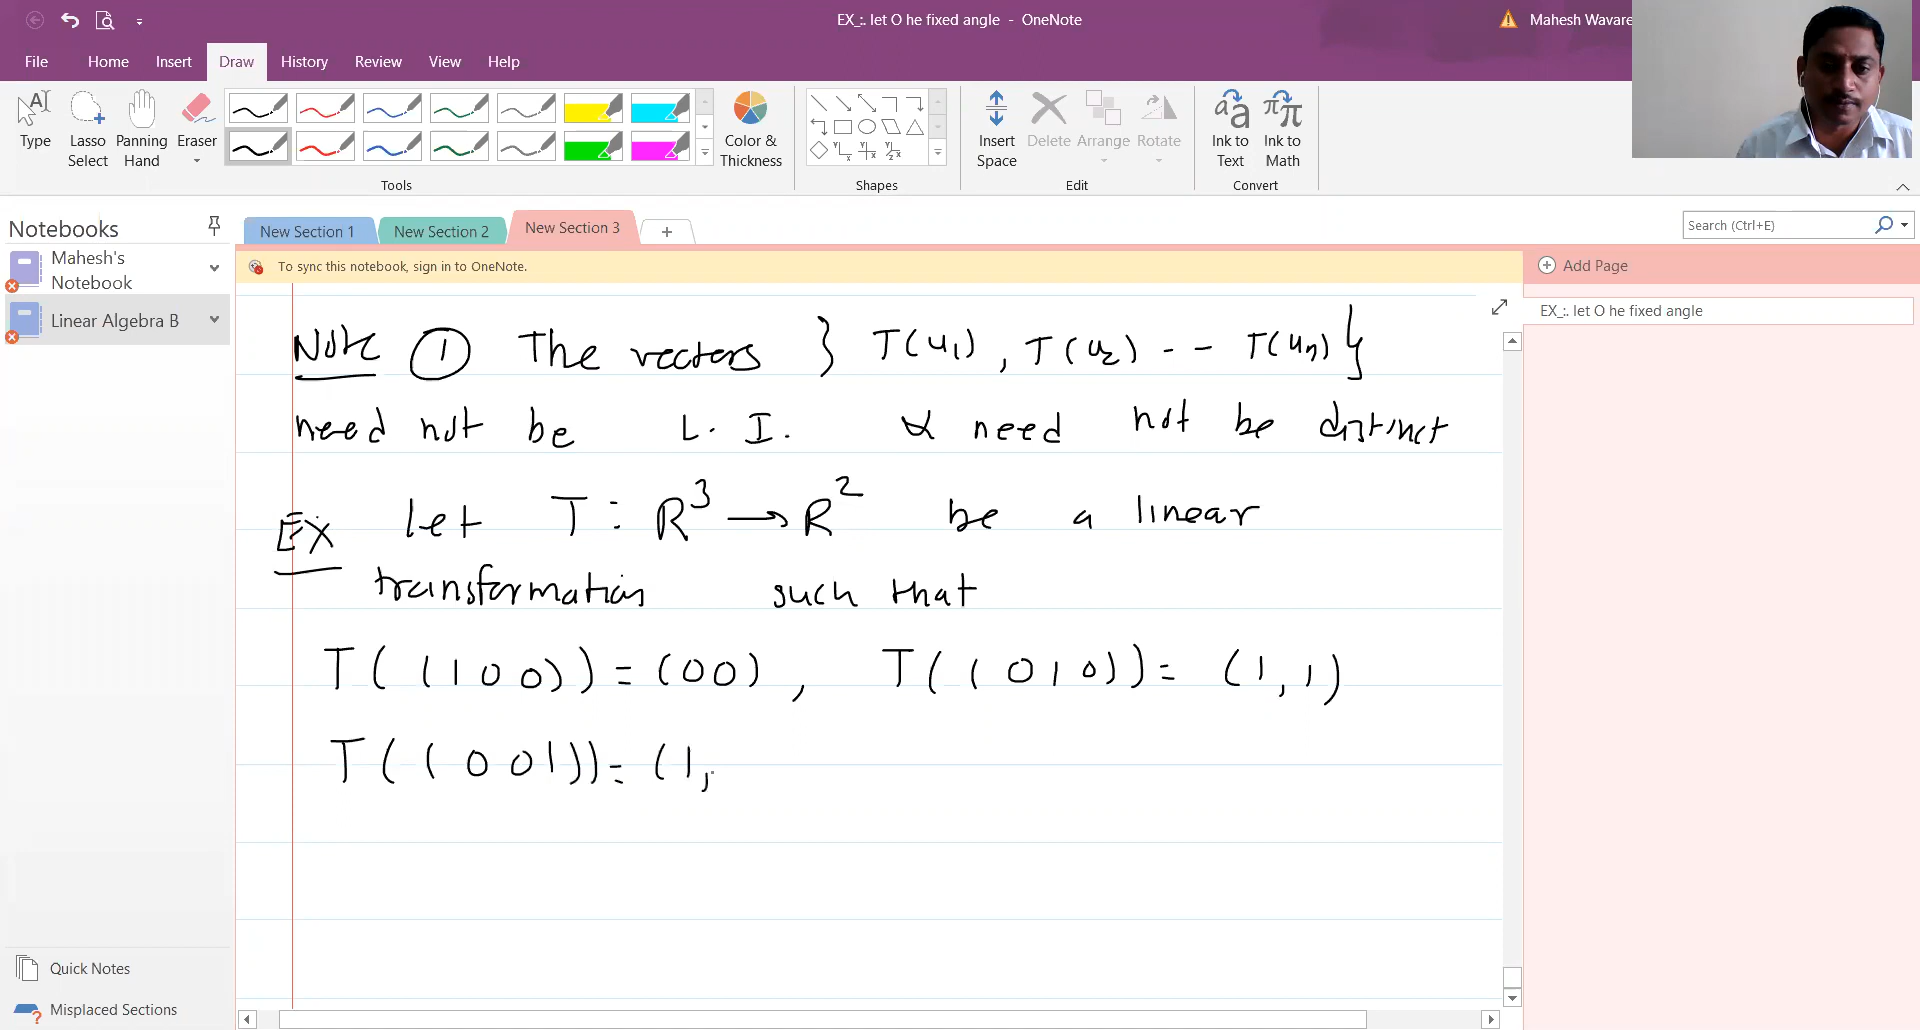 EX_:. let O he fixed angle - OneNote
Mahesh Wavare
File Home Insert Draw History Review View Help
Type
Lasso Select
Panning Hand
Eraser
Color & Thickness
Insert Space
Delete
Arrange
Rotate
Ink to Text
Ink to Math
Tools
Shapes
Edit
Convert
Notebooks
New Section 1
New Section 2
New Section 3
+
Search (Ctrl+E)
Mahesh's Notebook
Linear Algebra B
To sync this notebook, sign in to OneNote.
Add Page
EX_:. let O he fixed angle
Note ① The vectors } T(u1), T(u2) -- T(un)}
need not be L. I. & need not be distinct
EX let T: R³ → R² be a linear
transformation such that
T((1 0 0)) = (0 0), T((0 1 0)) = (1,1)
T((0 0 1)) = (1,
Quick Notes
Misplaced Sections